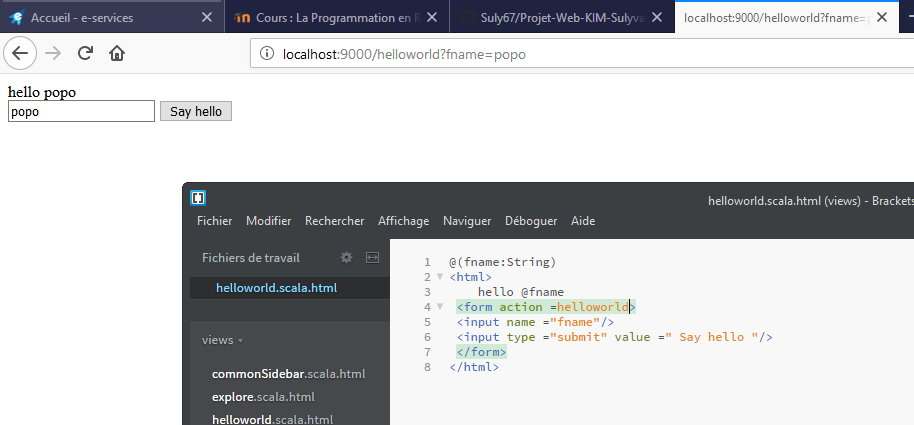 Accueil - e-services
Cours : La Programmation en R
Suly67/Projet-Web-KIM-Sulyva
localhost:9000/helloworld?fname=p
localhost:9000/helloworld?fname=popo
hello popo
popo
Say hello
helloworld.scala.html (views) - Brackets
Fichier Modifier Rechercher Affichage Naviguer Déboguer Aide
Fichiers de travail
helloworld.scala.html
views
commonSidebar.scala.html
explore.scala.html
helloworld.scala.html
1 @(fname:String)
2 <html>
3 hello @fname
4 <form action =helloworld>
5 <input name ="fname"/>
6 <input type ="submit" value =" Say hello "/>
7 </form>
8 </html>